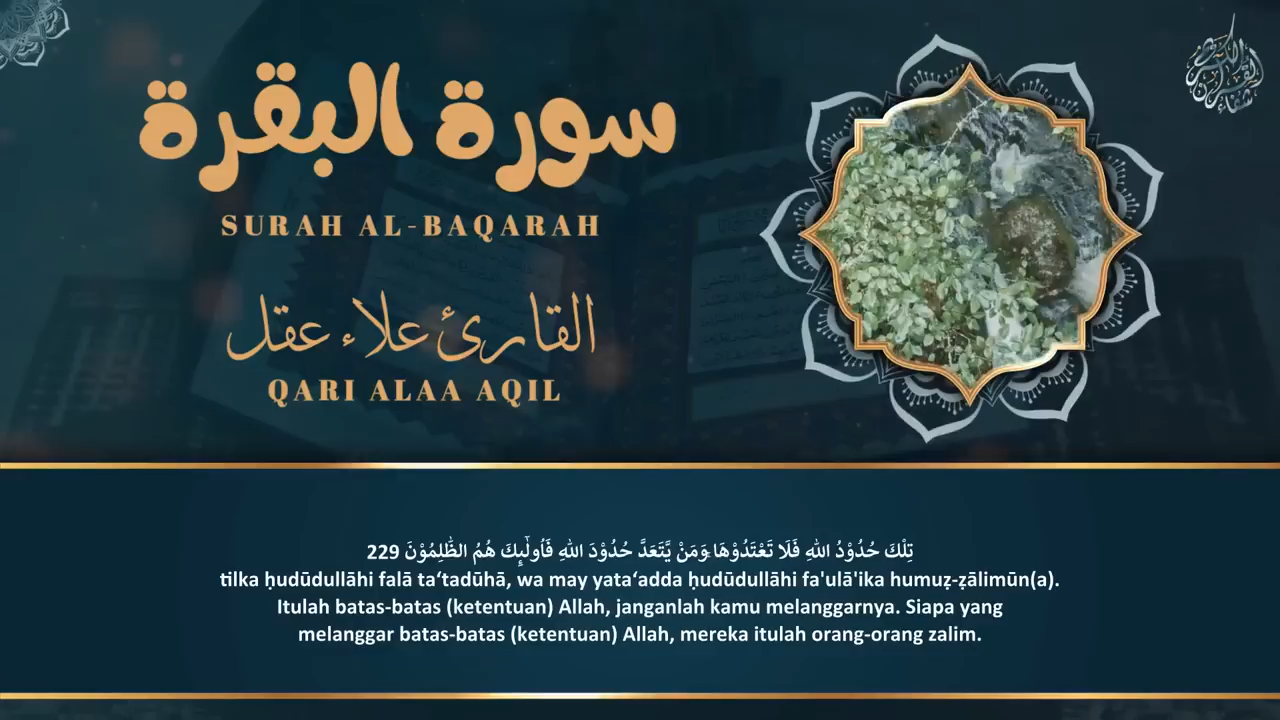 سورة البقرة
SURAH AL-BAQARAH
القارئ علاء عقل
QARI ALAA AQIL
تِلْكَ حُدُوْدُ اللّٰهِ فَلَا تَعْتَدُوْهَا ۚوَمَنْ يَّتَعَدَّ حُدُوْدَ اللّٰهِ فَاُولٰۤىِٕكَ هُمُ الظّٰلِمُوْنَ 229
tilka ḥudūdullāhi falā ta‘tadūhā, wa may yata‘adda ḥudūdullāhi fa'ulā'ika humuẓ-ẓālimūn(a).
Itulah batas-batas (ketentuan) Allah, janganlah kamu melanggarnya. Siapa yang
melanggar batas-batas (ketentuan) Allah, mereka itulah orang-orang zalim.